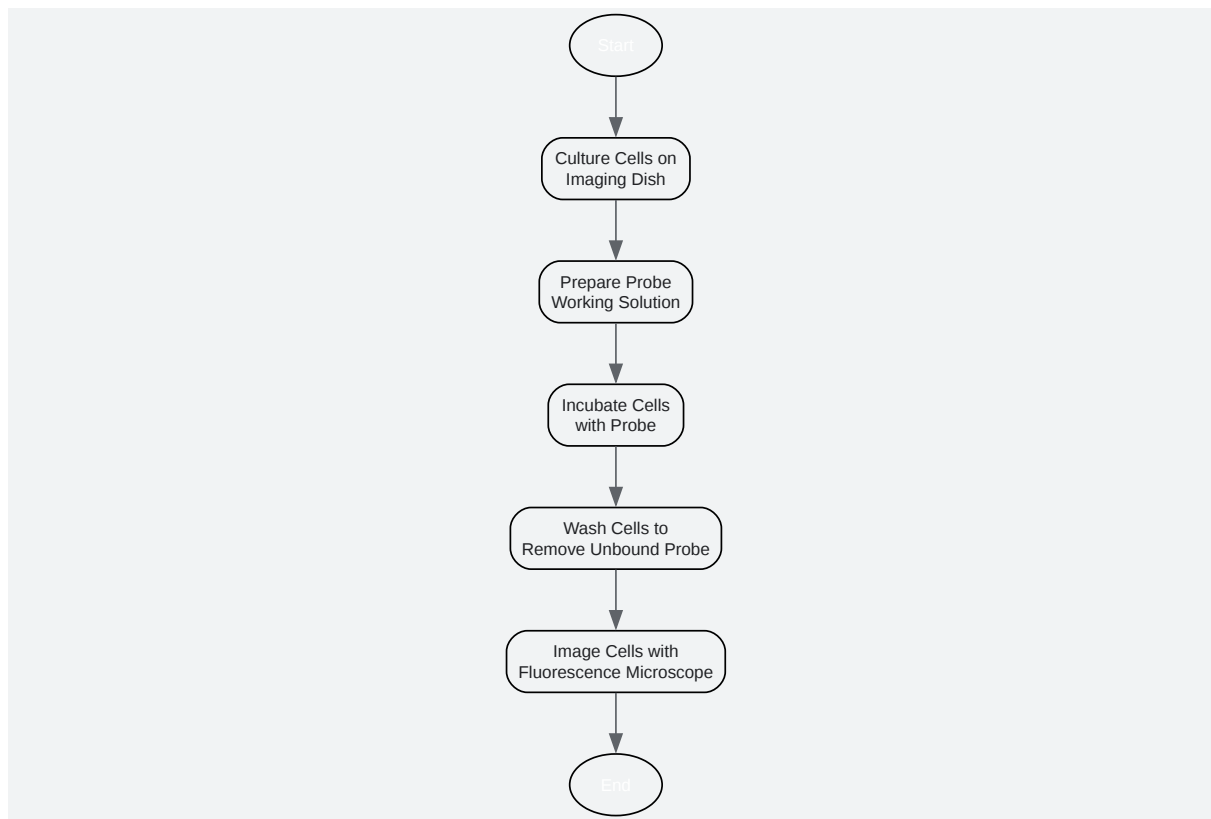 Start
Culture Cells on
Imaging Dish
Prepare Probe
Working Solution
Incubate Cells
with Probe
Wash Cells to
Remove Unbound Probe
Image Cells with
Fluorescence Microscope
End